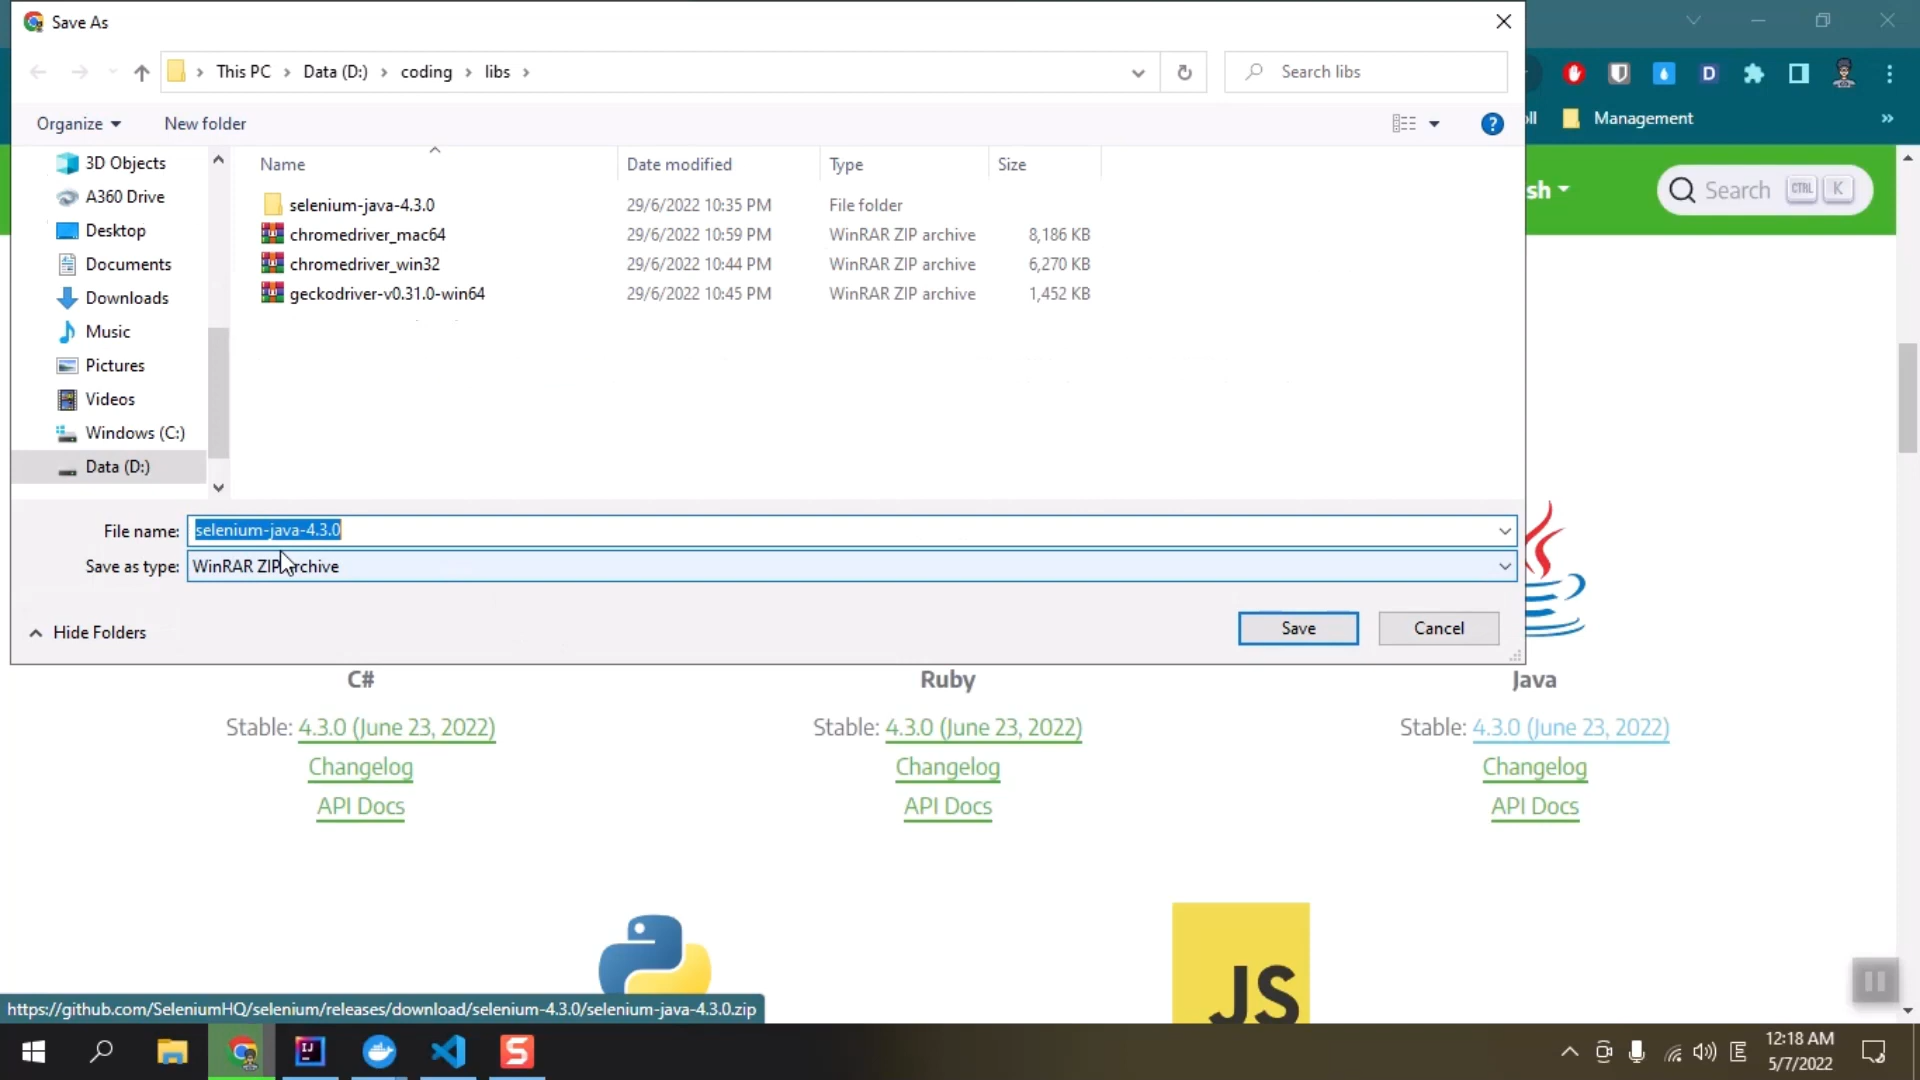 Save As
This PC > Data (D:) > coding > libs >
Search libs
Organize
New folder
?
D
ll
Management
»
3D Objects
A360 Drive
Desktop
Documents
Downloads
Music
Pictures
Videos
Windows (C:)
Data (D:)
Name Date modified Type Size
selenium-java-4.3.0 29/6/2022 10:35 PM File folder
chromedriver_mac64 29/6/2022 10:59 PM WinRAR ZIP archive 8,186 KB
chromedriver_win32 29/6/2022 10:44 PM WinRAR ZIP archive 6,270 KB
geckodriver-v0.31.0-win64 29/6/2022 10:45 PM WinRAR ZIP archive 1,452 KB
sh
Search CTRL K
File name: selenium-java-4.3.0
Save as type: WinRAR ZIP archive
Hide Folders
Save
Cancel
C#
Stable: 4.3.0 (June 23, 2022)
Changelog
API Docs
Ruby
Stable: 4.3.0 (June 23, 2022)
Changelog
API Docs
Java
Stable: 4.3.0 (June 23, 2022)
Changelog
API Docs
JS
https://github.com/SeleniumHQ/selenium/releases/download/selenium-4.3.0/selenium-java-4.3.0.zip
IJ
S
E
12:18 AM
5/7/2022